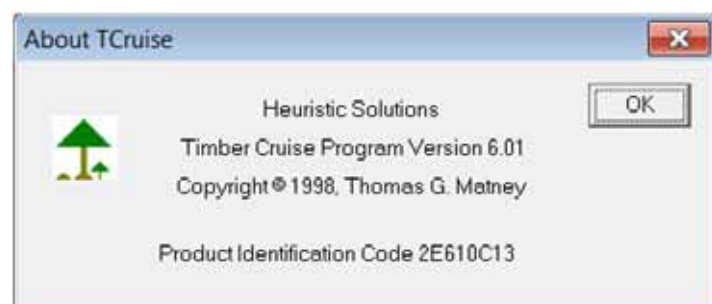 About TCruise
Heuristic Solutions
OK
Timber Cruise Program Version 6.01
Copyright © 1998, Thomas G. Matney
Product Identification Code 2E610C13